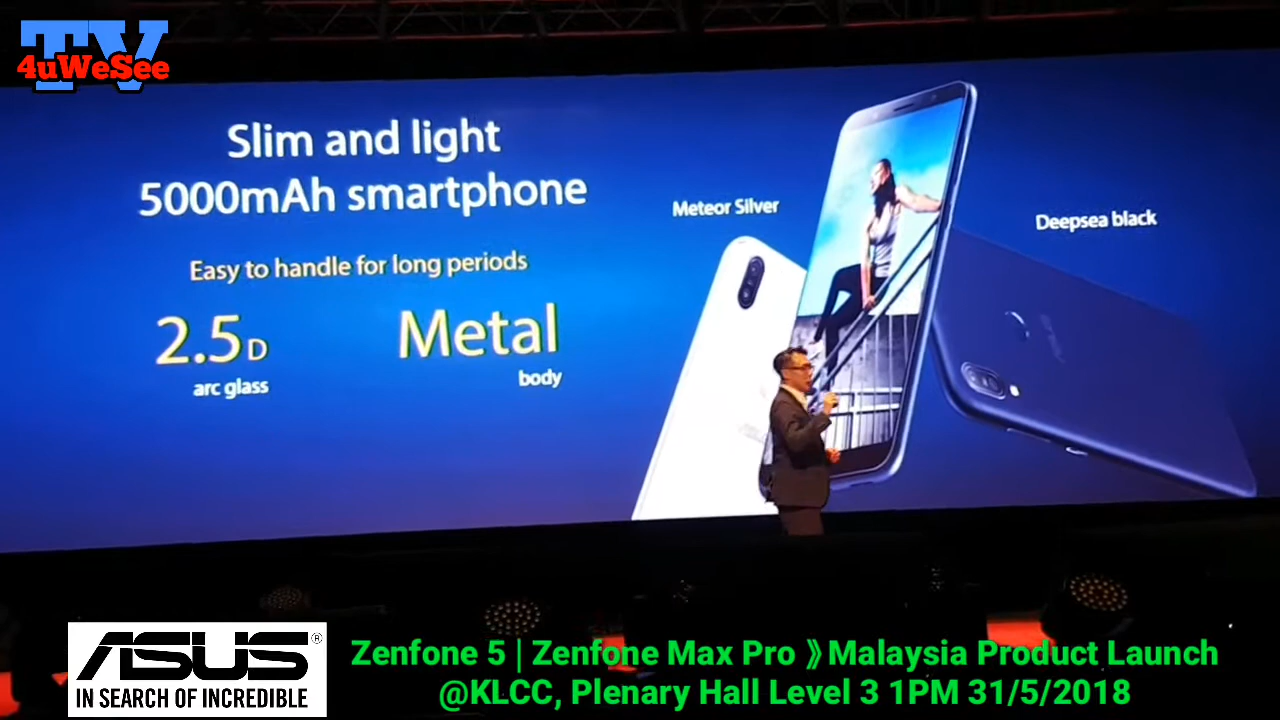 TV
4uWeSee
Slim and light
5000mAh smartphone
Easy to handle for long periods
2.5D
arc glass
Metal
body
Meteor Silver
Deepsea black
ASUS®
IN SEARCH OF INCREDIBLE
Zenfone 5 | Zenfone Max Pro 》Malaysia Product Launch
@KLCC, Plenary Hall Level 3 1PM 31/5/2018